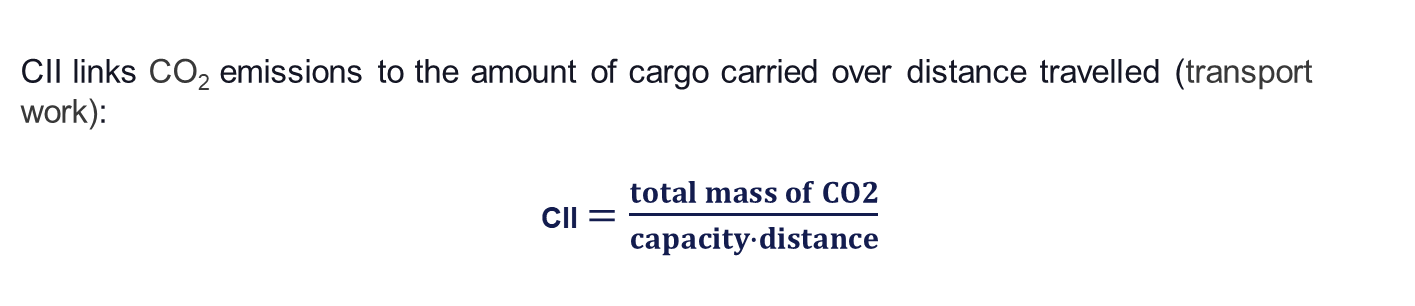 CII links CO₂ emissions to the amount of cargo carried over distance travelled (transport
work):
CII = total mass of CO2
capacity·distance